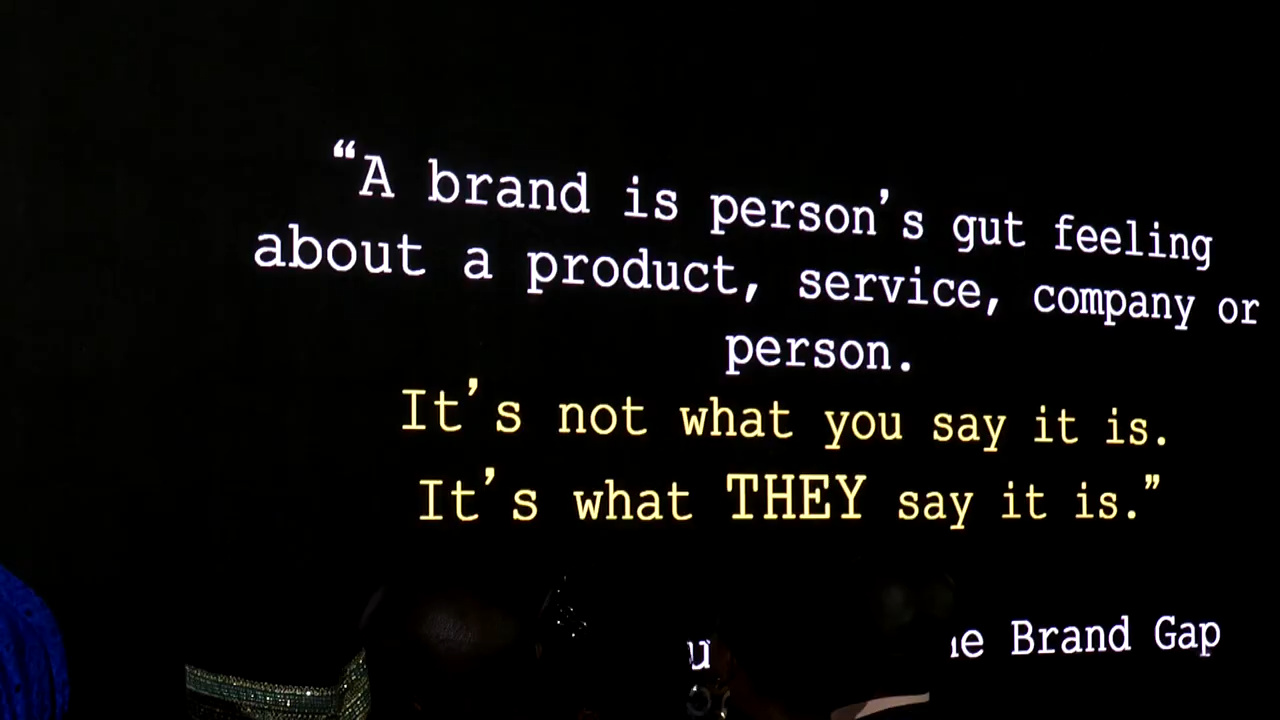 “A brand is person’s gut feeling
about a product, service, company or
person.
It’s not what you say it is.
It’s what THEY say it is.”
Brand Gap